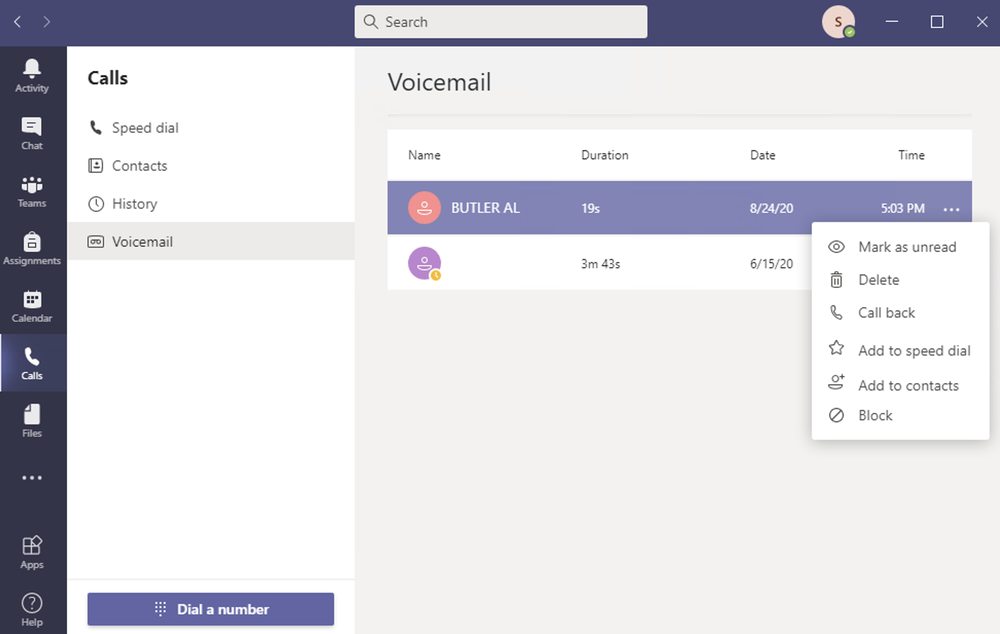 Search
S
Activity
Chat
Teams
Assignments
Calendar
Calls
Files
Apps
Help
Calls
Speed dial
Contacts
History
Voicemail
Dial a number
Voicemail
Name Duration Date Time
BUTLER AL 19s 8/24/20 5:03 PM
3m 43s 6/15/20
Mark as unread
Delete
Call back
Add to speed dial
Add to contacts
Block